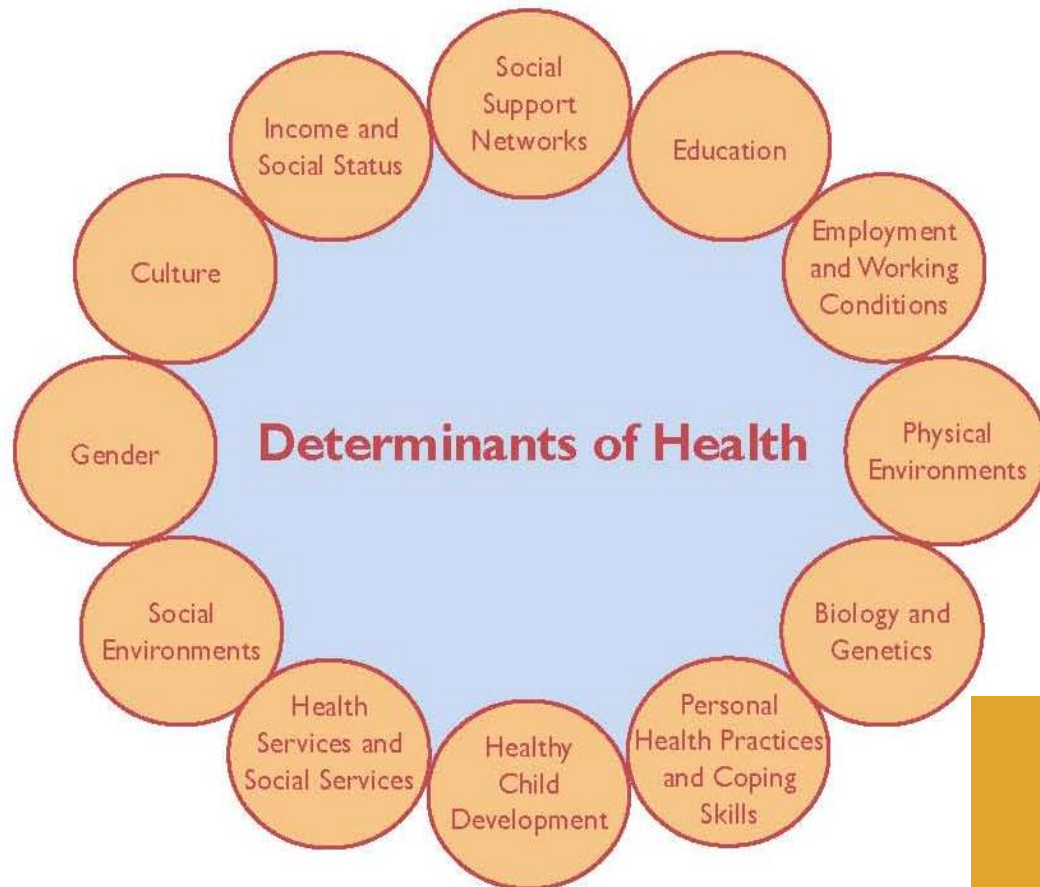 Social
Support
Networks
Income and
Social Status
Education
Employment
and Working
Conditions
Culture
Determinants of Health
Gender
Physical
Environments
Social
Environments
Biology and
Genetics
Health
Services and
Social Services
Healthy
Child
Development
Personal
Health Practices
and Coping
Skills